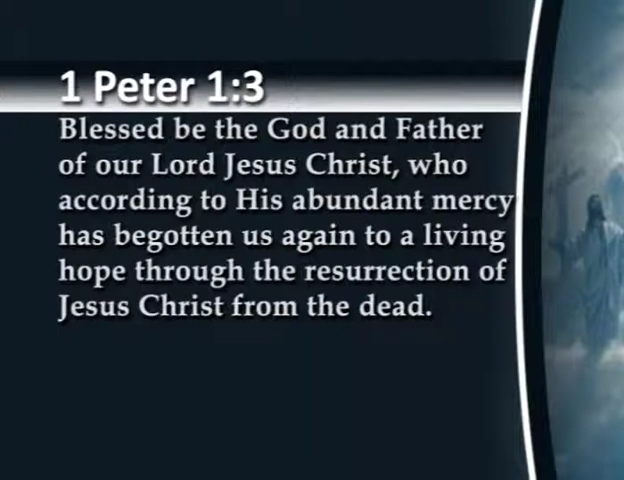 1 Peter 1:3
Blessed be the God and Father
of our Lord Jesus Christ, who
according to His abundant mercy
has begotten us again to a living
hope through the resurrection of
Jesus Christ from the dead.